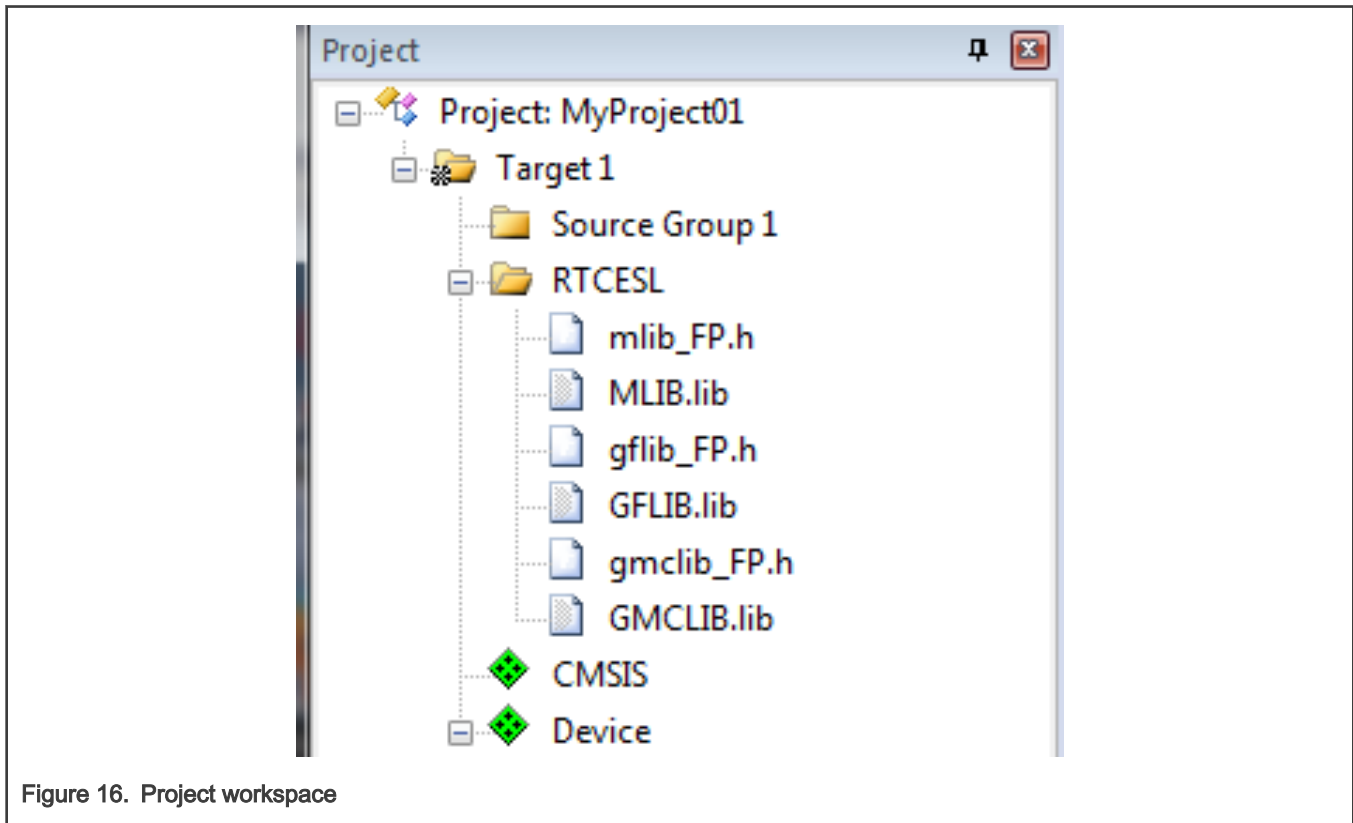 Project
Project: MyProject01
Target 1
Source Group 1
RTCESL
mlib_FP.h
MLIB.lib
gflib_FP.h
GFLIB.lib
gmclib_FP.h
GMCLIB.lib
CMSIS
Device
Figure 16. Project workspace